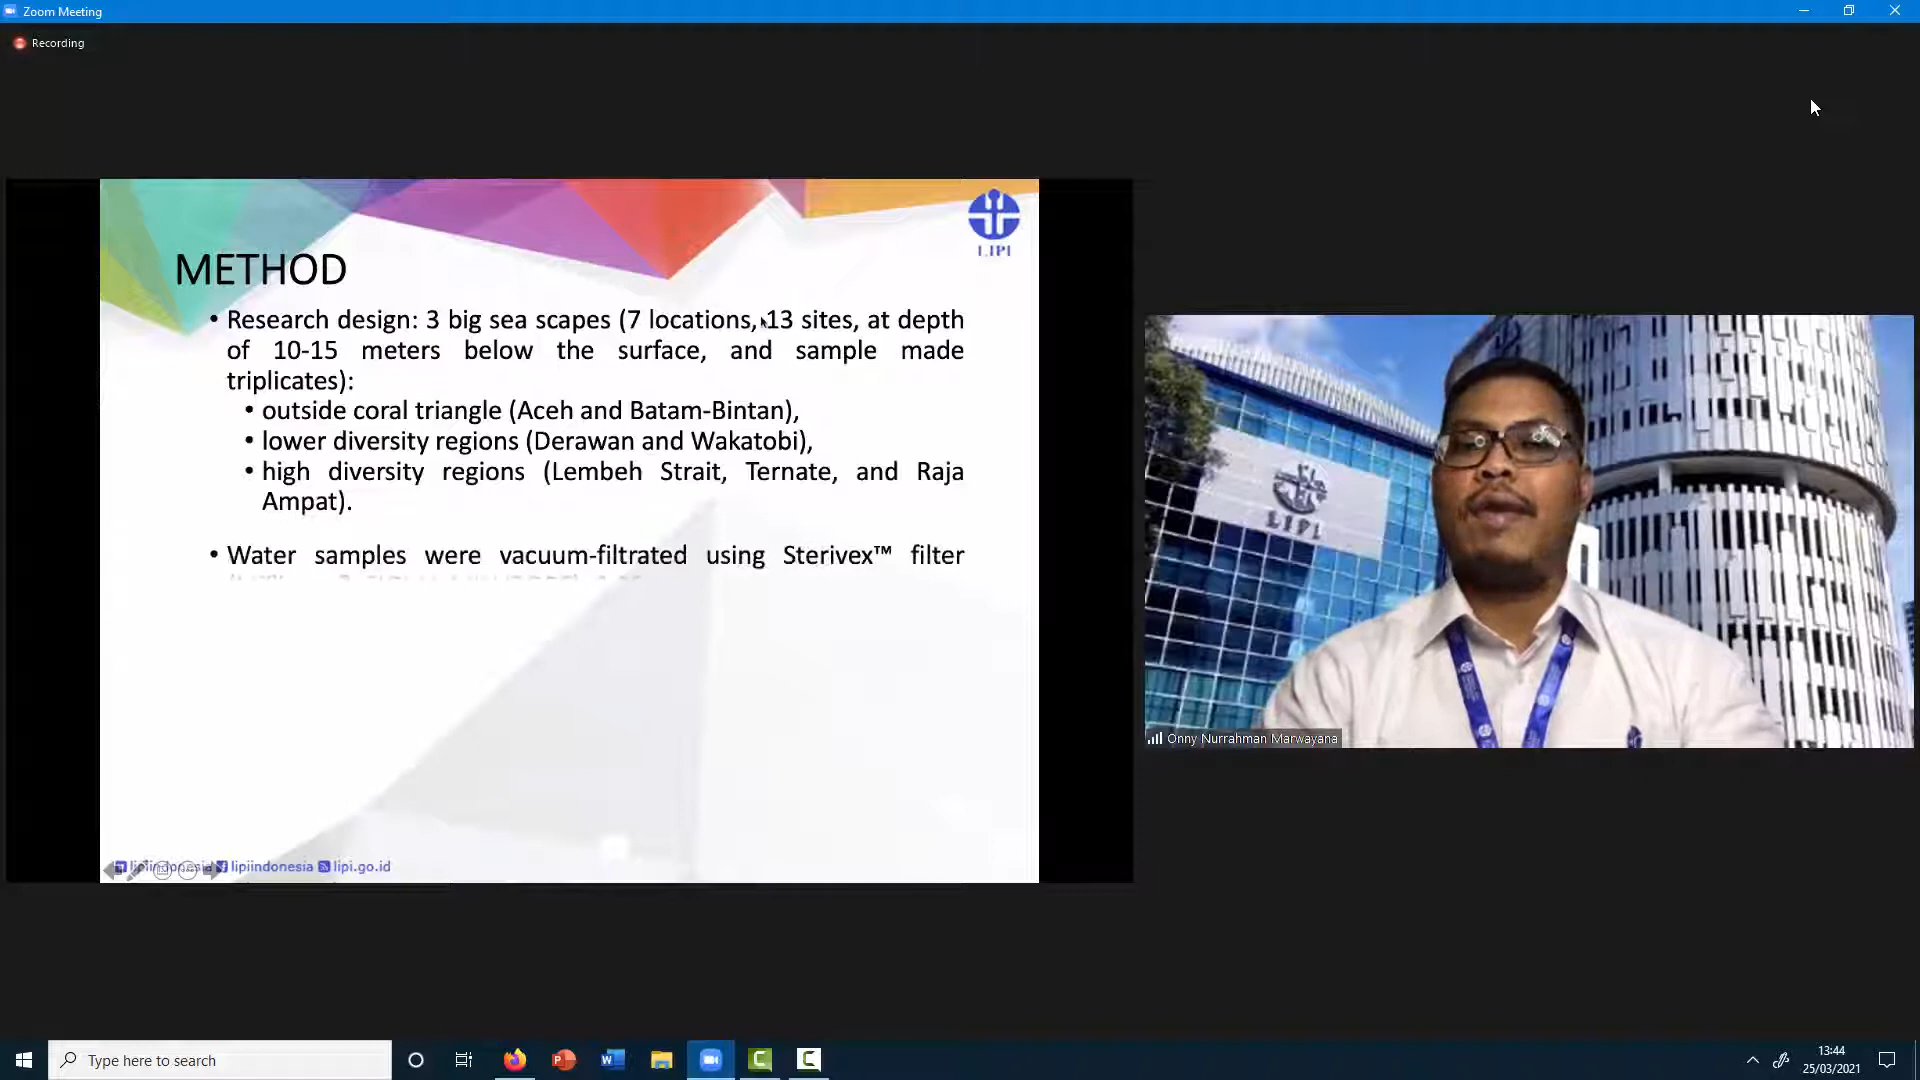 Zoom Meeting
Recording
LIPI
METHOD
• Research design: 3 big sea scapes (7 locations, 13 sites, at depth
of 10-15 meters below the surface, and sample made
triplicates):
• outside coral triangle (Aceh and Batam-Bintan),
• lower diversity regions (Derawan and Wakatobi),
• high diversity regions (Lembeh Strait, Ternate, and Raja
Ampat).
• Water samples were vacuum-filtrated using Sterivex™ filter
lipiindonesia lipiindonesia lipi.go.id
LIPI
Onny Nurrahman Marwayana
Type here to search
13:44
25/03/2021